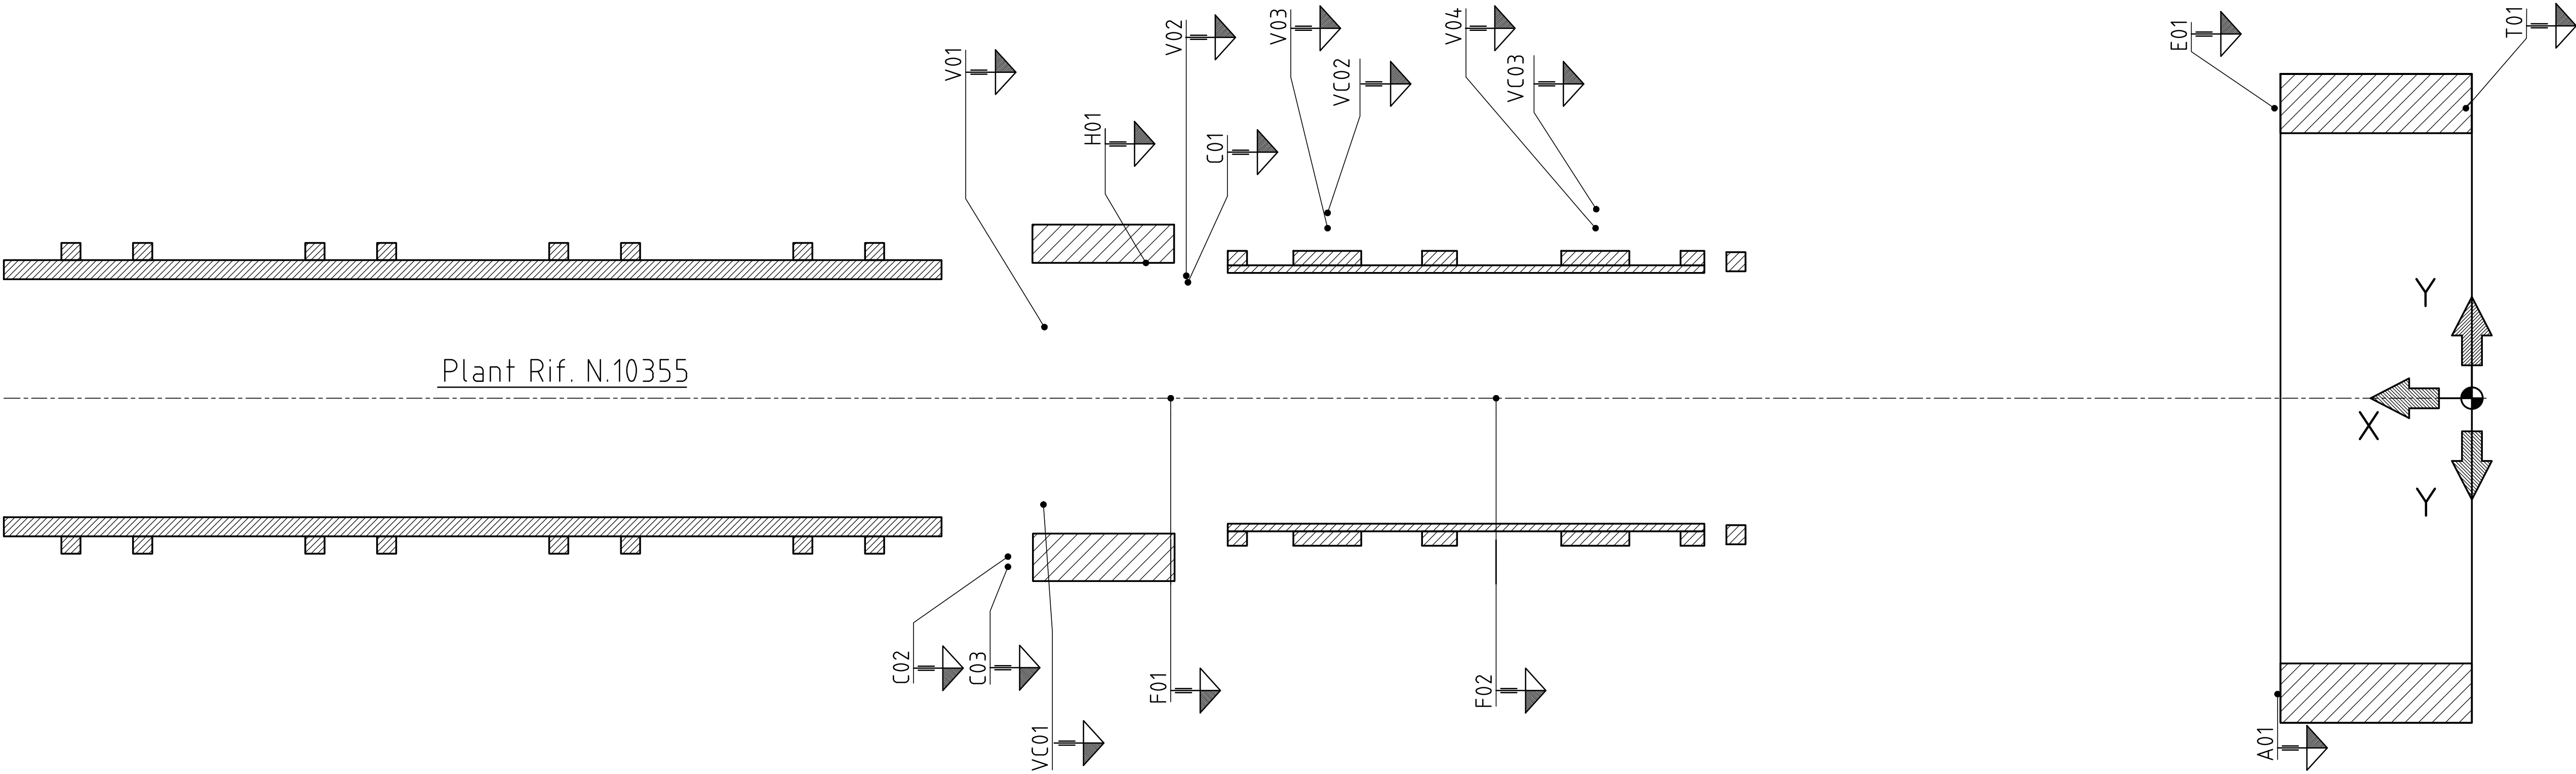 V01
H01
V02
C01
V03
VC02
V04
VC03
E01
T01
Plant Rif. N.10355
Y
X
Y
C02
C03
VC01
F01
F02
A01